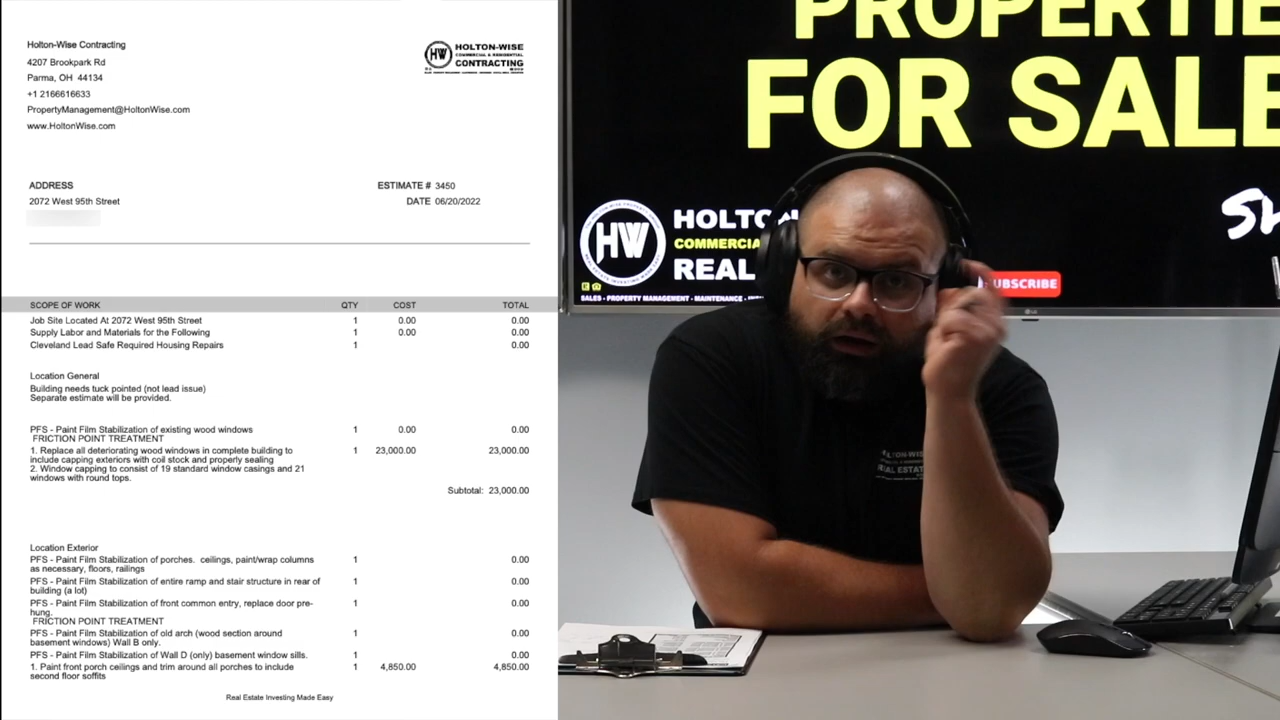 Holton-Wise Contracting
4207 Brookpark Rd
Parma, OH 44134
+1 2166616633
PropertyManagement@HoltonWise.com
www.HoltonWise.com
HW
HOLTON-WISE
COMMERCIAL & RESIDENTIAL
CONTRACTING
ADDRESS
2072 West 95th Street
ESTIMATE # 3450
DATE 06/20/2022
SCOPE OF WORK QTY COST TOTAL
Job Site Located At 2072 West 95th Street 1 0.00 0.00
Supply Labor and Materials for the Following 1 0.00 0.00
Cleveland Lead Safe Required Housing Repairs 1 0.00
Location General
Building needs tuck pointed (not lead issue)
Separate estimate will be provided.
PFS - Paint Film Stabilization of existing wood windows 1 0.00 0.00
FRICTION POINT TREATMENT
1. Replace all deteriorating wood windows in complete building to 1 23,000.00 23,000.00
include capping exteriors with coil stock and properly sealing
2. Window capping to consist of 19 standard window casings and 21
windows with round tops.
Subtotal: 23,000.00
Location Exterior
PFS - Paint Film Stabilization of porches. ceilings, paint/wrap columns 1 0.00
as necessary, floors, railings
PFS - Paint Film Stabilization of entire ramp and stair structure in rear of 1 0.00
building (a lot)
PFS - Paint Film Stabilization of front common entry, replace door pre- 1 0.00
hung.
FRICTION POINT TREATMENT
PFS - Paint Film Stabilization of old arch (wood section around 1 0.00
basement windows) Wall B only.
PFS - Paint Film Stabilization of Wall D (only) basement window sills. 1 0.00
1. Paint front porch ceilings and trim around all porches to include 1 4,850.00 4,850.00
second floor soffits
Real Estate Investing Made Easy
PROPERTIE
FOR SALE
HW
HOLTON
COMMERCIA
REAL
SALES - PROPERTY MANAGEMENT - MAINTENANCE -
UBSCRIBE
LG
REAL ESTAT